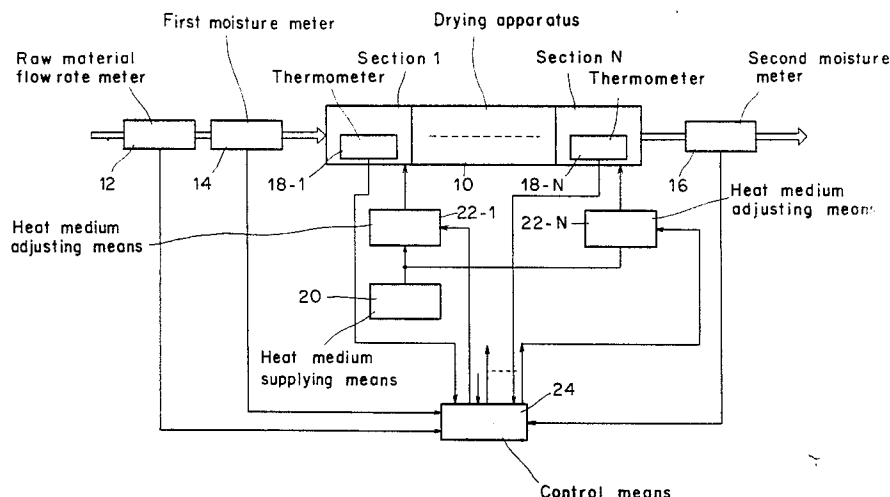 First moisture meter
Drying apparatus
Raw material
flow rate meter
Section 1
Section N
Second moisture
meter
Thermometer
Thermometer
12
14
18-1
10
18-N
16
Heat medium
adjusting means
22-1
22-N
Heat medium
adjusting means
20
Heat medium
supplying means
24
Control means